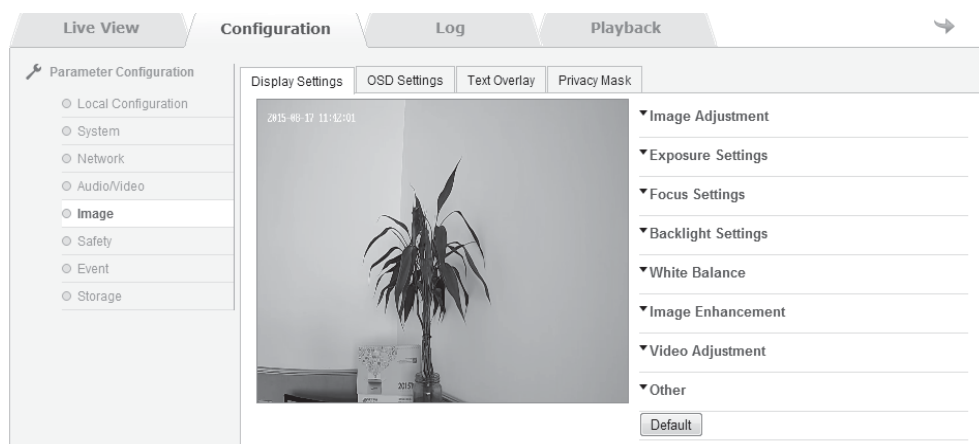 Live View
Configuration
Log
Playback
Parameter Configuration
Local Configuration
System
Network
Audio/Video
Image
Safety
Event
Storage
Display Settings
OSD Settings
Text Overlay
Privacy Mask
2015-08-17 11:42:01
Image Adjustment
Exposure Settings
Focus Settings
Backlight Settings
White Balance
Image Enhancement
Video Adjustment
Other
Default